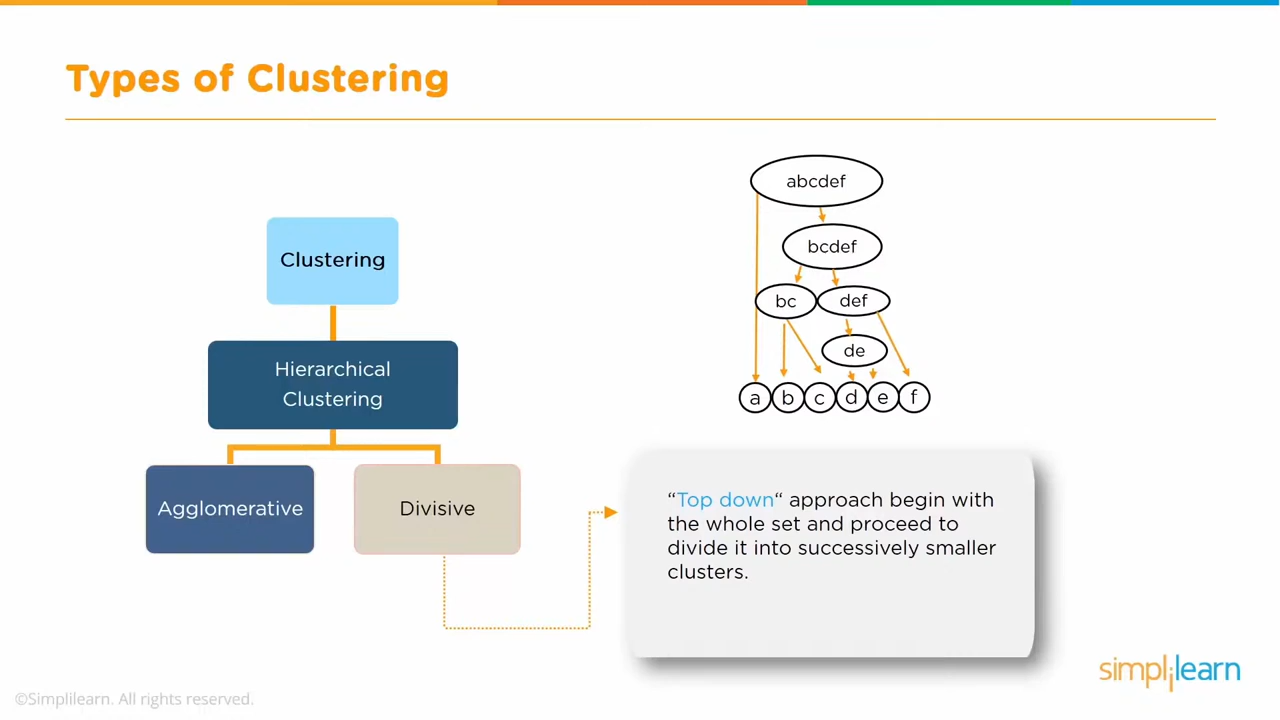 Types of Clustering
Clustering
Hierarchical
Clustering
Agglomerative
Divisive
abcdef
bcdef
bc
def
de
a b c d e f
“Top down“ approach begin with
the whole set and proceed to
divide it into successively smaller
clusters.
simplilearn
©Simplilearn. All rights reserved.